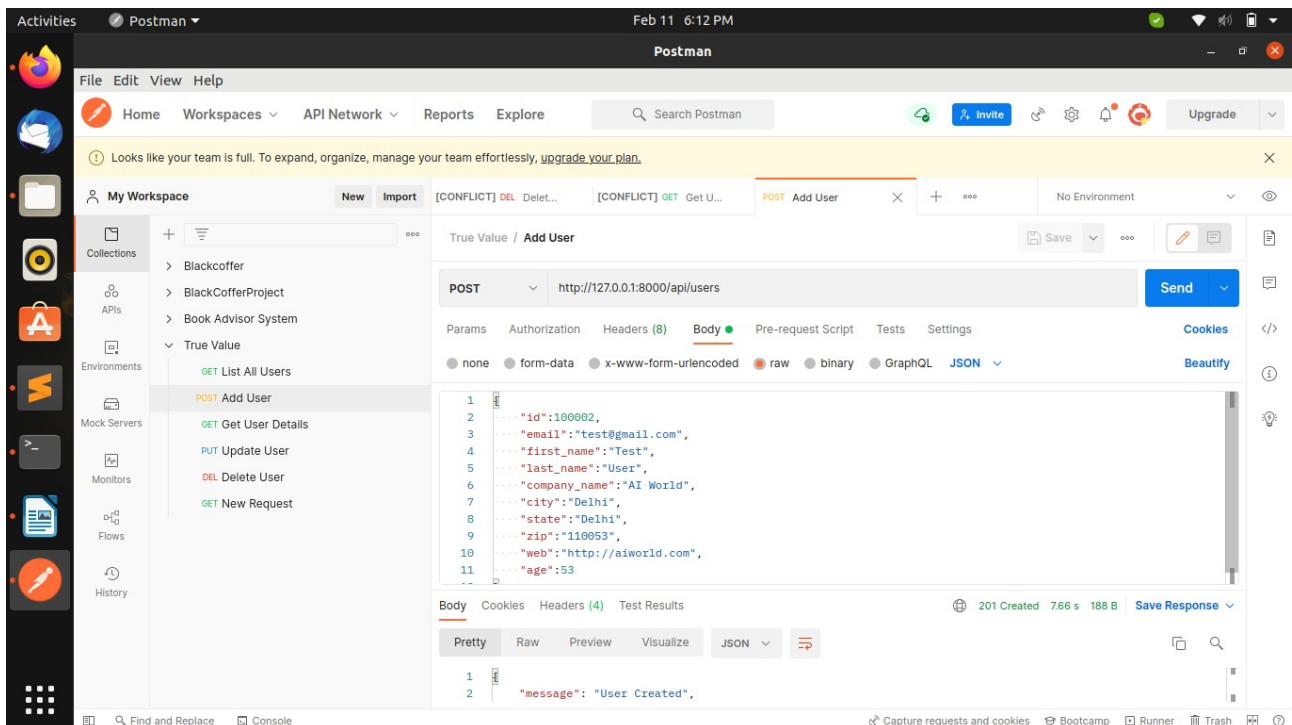 Activities Postman Feb 11 6:12 PM
Postman
File Edit View Help
Home Workspaces API Network Reports Explore Search Postman Invite Upgrade
Looks like your team is full. To expand, organize, manage your team effortlessly, upgrade your plan.
My Workspace New Import [CONFLICT] DEL Delet... [CONFLICT] GET Get U... POST Add User No Environment
Collections
APIs
Environments
Mock Servers
Monitors
Flows
History
Blackcoffer
BlackCofferProject
Book Advisor System
True Value
GET List All Users
POST Add User
GET Get User Details
PUT Update User
DEL Delete User
GET New Request
True Value / Add User Save
POST http://127.0.0.1:8000/api/users Send
Params Authorization Headers (8) Body Pre-request Script Tests Settings Cookies
none form-data x-www-form-urlencoded raw binary GraphQL JSON Beautify
1 {
2 "id":100002,
3 "email":"test@gmail.com",
4 "first_name":"Test",
5 "last_name":"User",
6 "company_name":"AI World",
7 "city":"Delhi",
8 "state":"Delhi",
9 "zip":"110053",
10 "web":"http://aiworld.com",
11 "age":53
Body Cookies Headers (4) Test Results 201 Created 7.66 s 188 B Save Response
Pretty Raw Preview Visualize JSON
1 {
2 "message": "User Created",
Find and Replace Console Capture requests and cookies Bootcamp Runner Trash